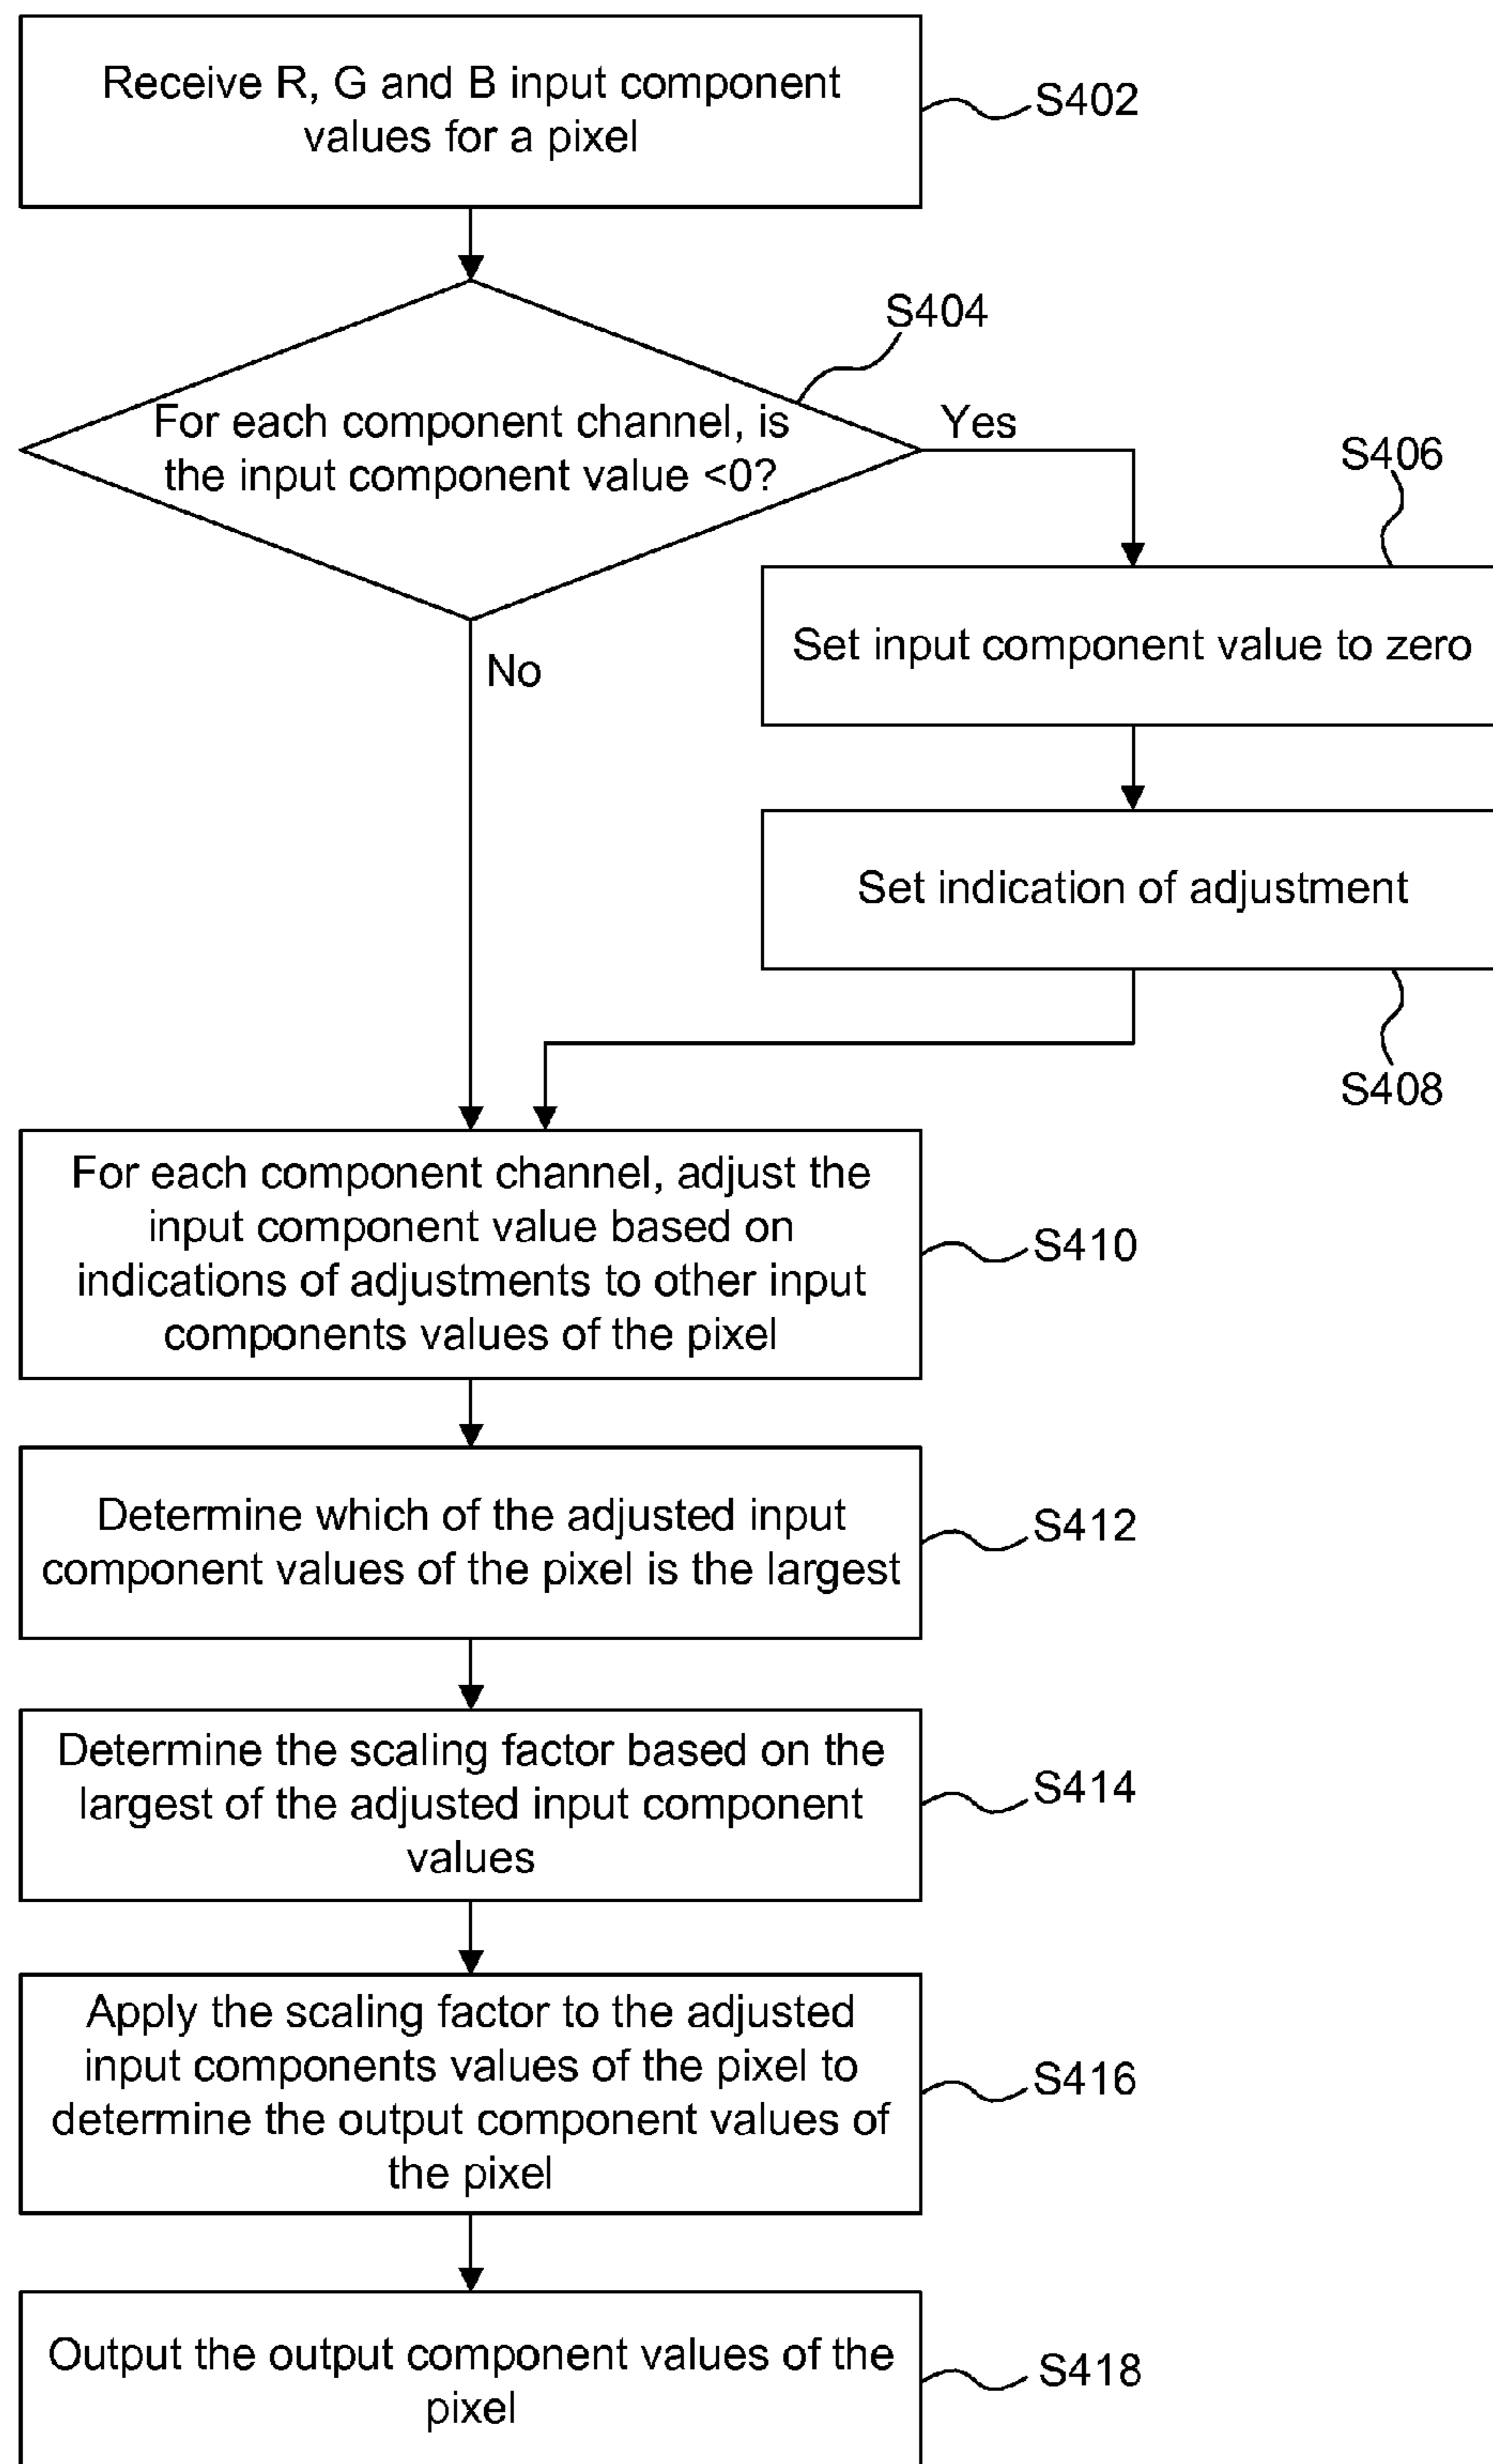 Receive R, G and B input component
values for a pixel
S402
S404
For each component channel, is
the input component value <0?
Yes
No
S406
Set input component value to zero
Set indication of adjustment
S408
For each component channel, adjust the
input component value based on
indications of adjustments to other input
components values of the pixel
S410
Determine which of the adjusted input
component values of the pixel is the largest
S412
Determine the scaling factor based on the
largest of the adjusted input component
values
S414
Apply the scaling factor to the adjusted
input components values of the pixel to
determine the output component values of
the pixel
S416
Output the output component values of the
pixel
S418